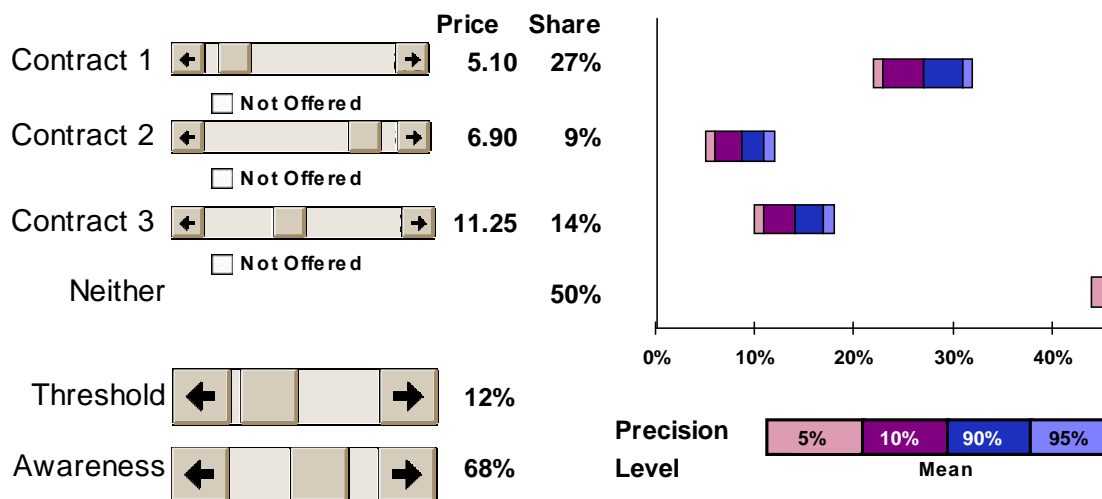 Price Share
Contract 1 5.10 27%
Not Offered
Contract 2 6.90 9%
Not Offered
Contract 3 11.25 14%
Not Offered
Neither 50%
0% 10% 20% 30% 40%
Threshold 12%
Precision Level 5% 10% 90% 95%
Mean
Awareness 68%